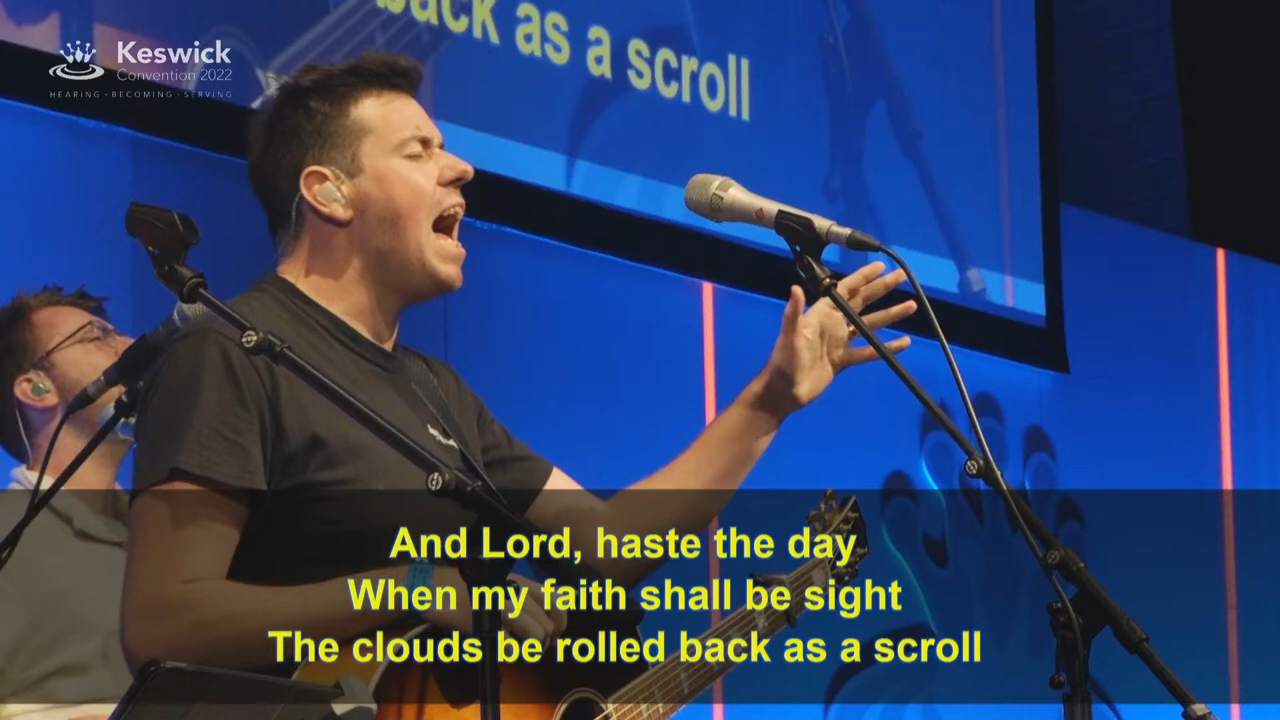 back as a scroll
Keswick
Convention 2022
HEARING · BECOMING · SERVING
And Lord, haste the day
When my faith shall be sight
The clouds be rolled back as a scroll